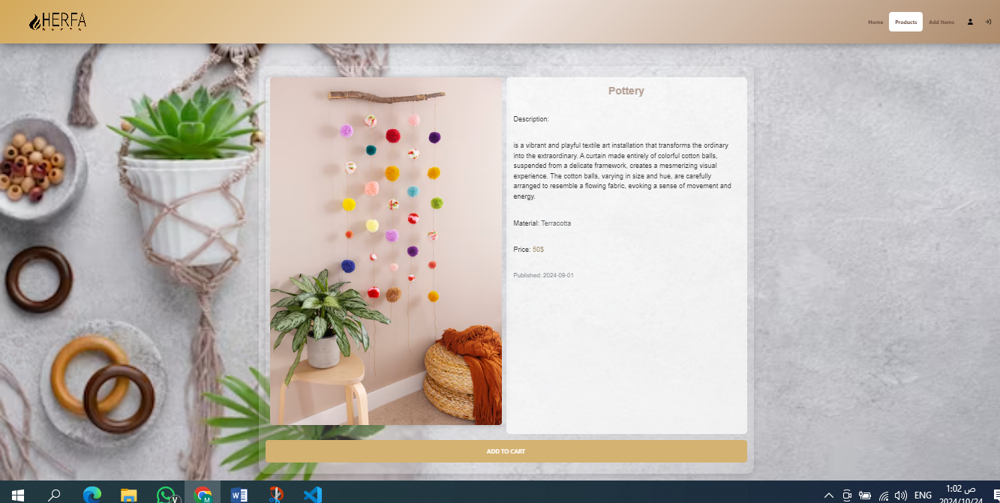 HERFA
Home
Products
Add Items
Pottery
Description:
is a vibrant and playful textile art installation that transforms the ordinary
into the extraordinary. A curtain made entirely of colorful cotton balls,
suspended from a delicate framework, creates a mesmerizing visual
experience. The cotton balls, varying in size and hue, are carefully
arranged to resemble a flowing fabric, evoking a sense of movement and
energy.
Material: Terracotta
Price: 50$
Published: 2024-09-01
ADD TO CART
V
M
W
ENG
1:02 ص
2024/10/24